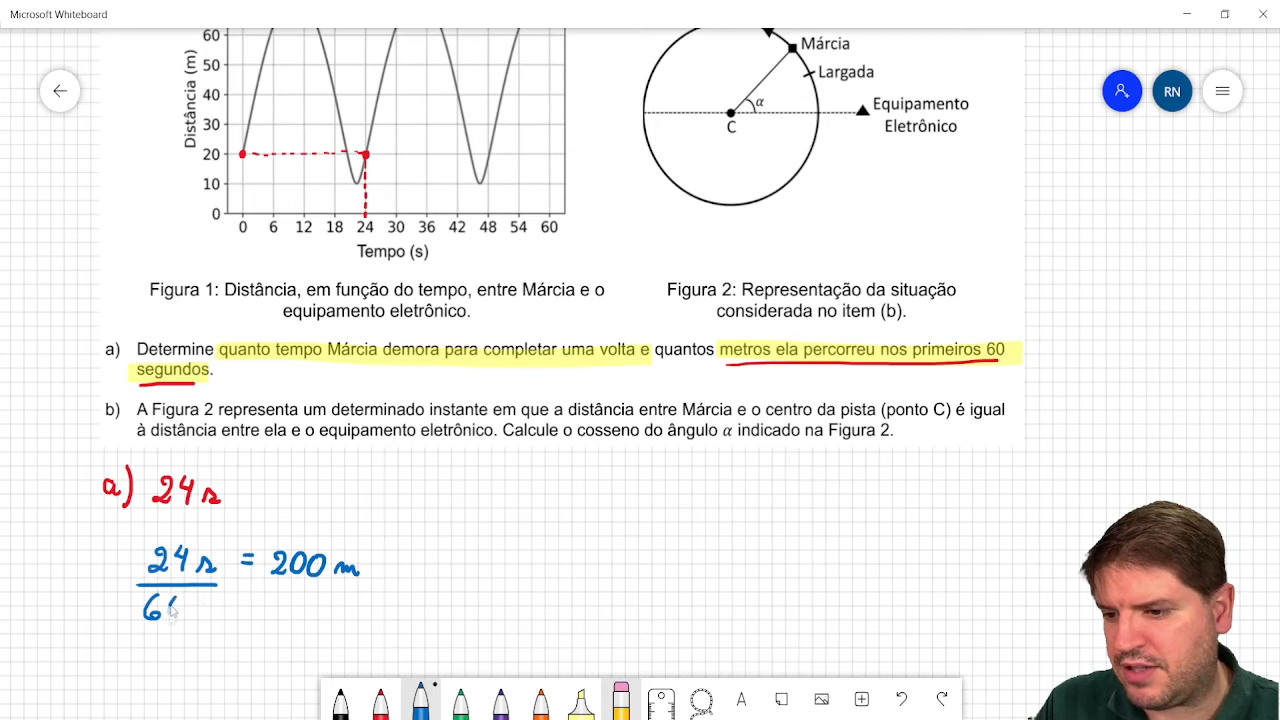 Microsoft Whiteboard
RN
60
50
40
30
20
10
0
Distância (m)
0 6 12 18 24 30 36 42 48 54 60
Tempo (s)
Márcia
Largada
α
C
Equipamento
Eletrônico
Figura 1: Distância, em função do tempo, entre Márcia e o
equipamento eletrônico.
Figura 2: Representação da situação
considerada no item (b).
a) Determine quanto tempo Márcia demora para completar uma volta e quantos metros ela percorreu nos primeiros 60
segundos.
b) A Figura 2 representa um determinado instante em que a distância entre Márcia e o centro da pista (ponto C) é igual
à distância entre ela e o equipamento eletrônico. Calcule o cosseno do ângulo α indicado na Figura 2.
a) 24 s
24 s = 200 m
6
A